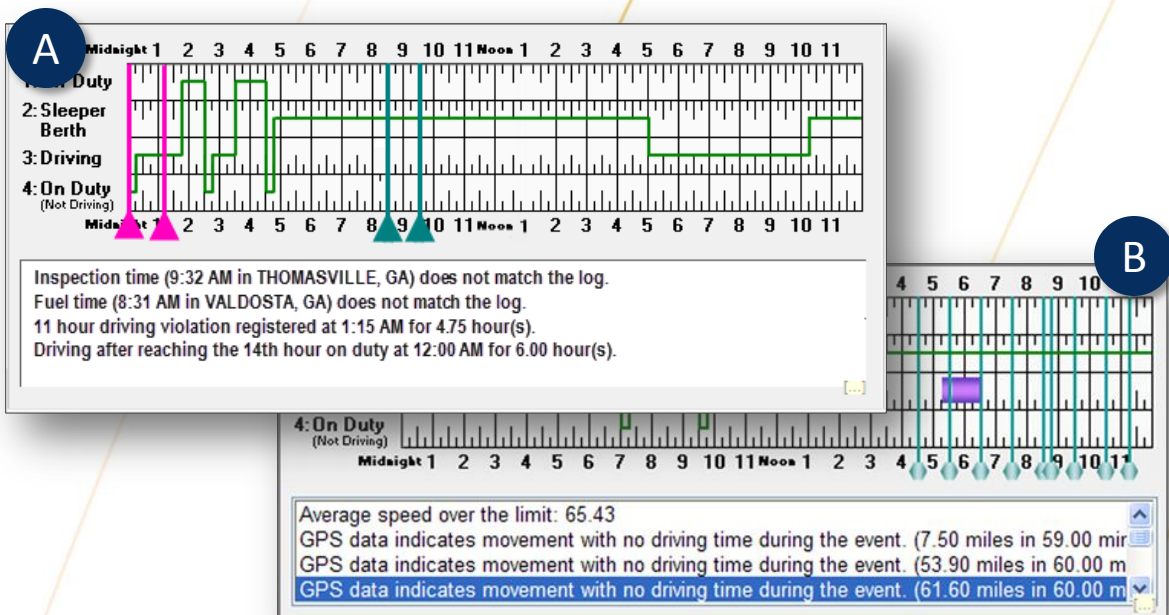 A
Midnight 1 2 3 4 5 6 7 8 9 10 11 Noon 1 2 3 4 5 6 7 8 9 10 11
Duty
2: Sleeper
Berth
3: Driving
4: On Duty
(Not Driving)
1 2 3 4 5 6 7 8 9 10 11 Noon 1 2 3 4 5 6 7 8 9 10 11
Inspection time (9:32 AM in THOMASVILLE, GA) does not match the log.
Fuel time (8:31 AM in VALDOSTA, GA) does not match the log.
11 hour driving violation registered at 1:15 AM for 4.75 hour(s).
Driving after reaching the 14th hour on duty at 12:00 AM for 6.00 hour(s).
[...]
B
4 5 6 7 8 9 10
4: On Duty
(Not Driving)
Midnight 1 2 3 4 5 6 7 8 9 10 11 Noon 1 2 3 4 5 6 7 8 9 10 11
Average speed over the limit: 65.43
GPS data indicates movement with no driving time during the event. (7.50 miles in 59.00 min
GPS data indicates movement with no driving time during the event. (53.90 miles in 60.00 m
GPS data indicates movement with no driving time during the event. (61.60 miles in 60.00 m
[...]